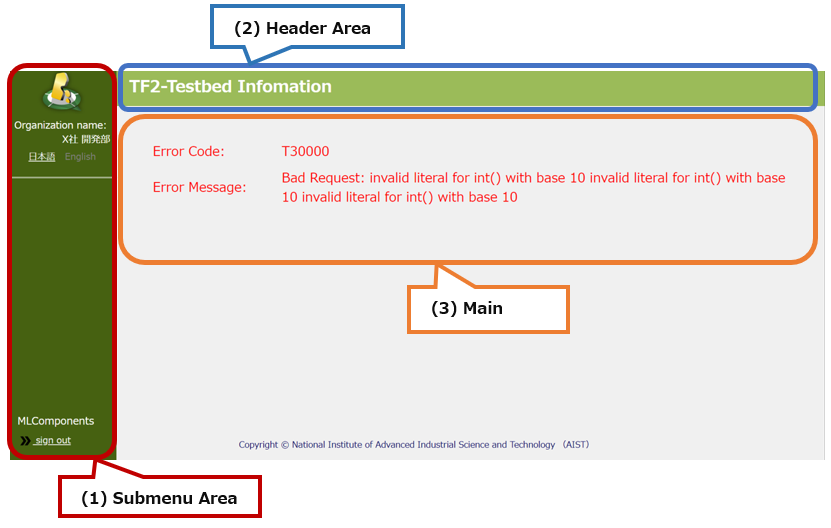 (2) Header Area
TF2-Testbed Infomation
Organization name:
X社 開発部
日本語 English
Error Code: T30000
Error Message: Bad Request: invalid literal for int() with base 10 invalid literal for int() with base
10 invalid literal for int() with base 10
(3) Main
MLComponents
sign out
Copyright © National Institute of Advanced Industrial Science and Technology （AIST）
(1) Submenu Area